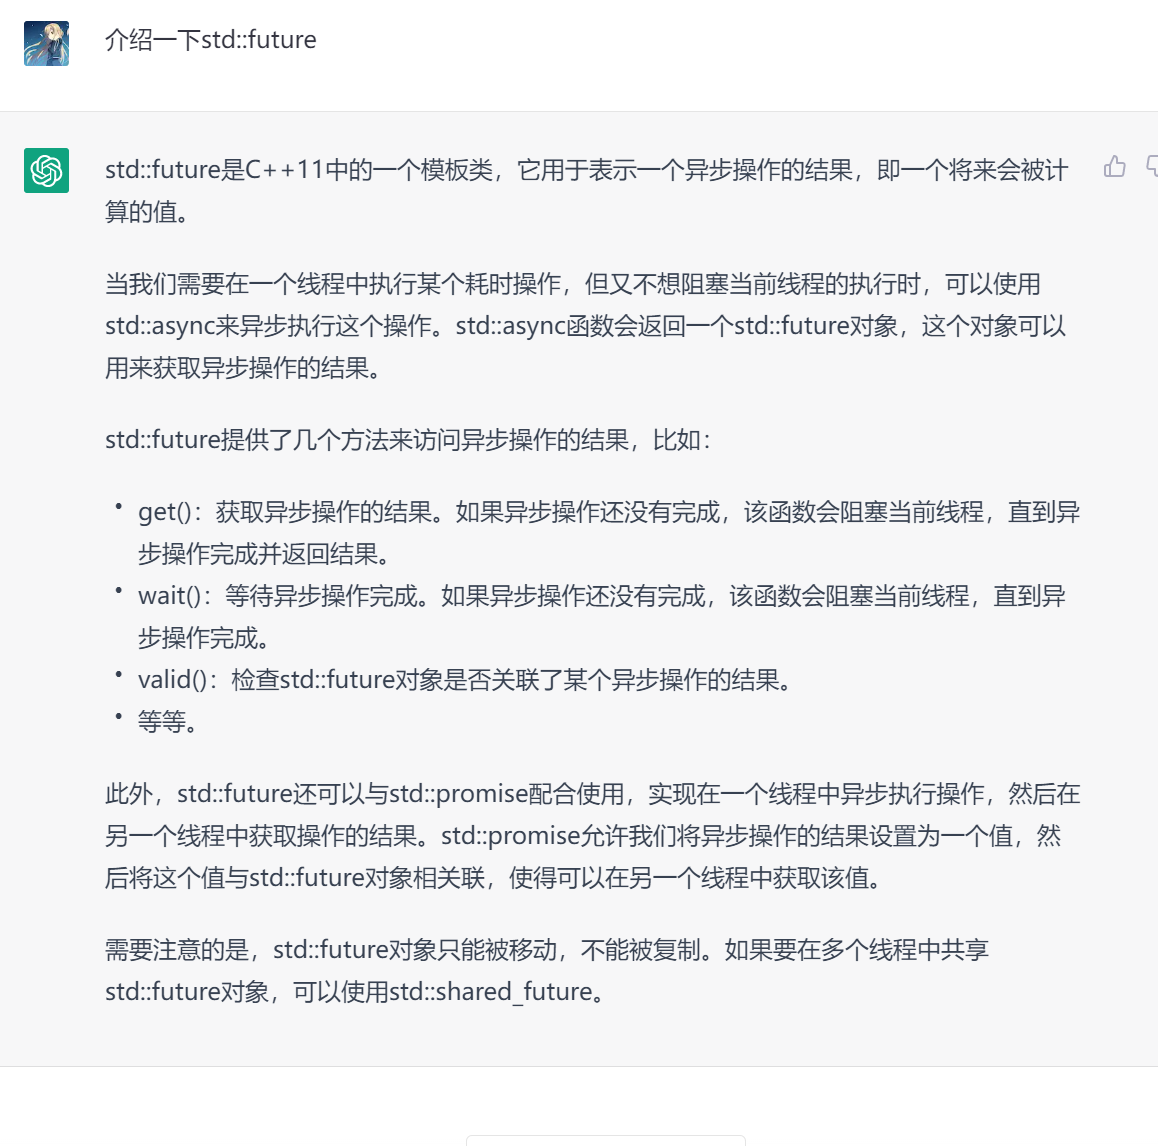 介绍一下std::future
std::future是C++11中的一个模板类，它用于表示一个异步操作的结果，即一个将来会被计
算的值。
当我们需要在一个线程中执行某个耗时操作，但又不想阻塞当前线程的执行时，可以使用
std::async来异步执行这个操作。std::async函数会返回一个std::future对象，这个对象可以
用来获取异步操作的结果。
std::future提供了几个方法来访问异步操作的结果，比如：
• get()：获取异步操作的结果。如果异步操作还没有完成，该函数会阻塞当前线程，直到异
步操作完成并返回结果。
• wait()：等待异步操作完成。如果异步操作还没有完成，该函数会阻塞当前线程，直到异
步操作完成。
• valid()：检查std::future对象是否关联了某个异步操作的结果。
• 等等。
此外，std::future还可以与std::promise配合使用，实现在一个线程中异步执行操作，然后在
另一个线程中获取操作的结果。std::promise允许我们将异步操作的结果设置为一个值，然
后将这个值与std::future对象相关联，使得可以在另一个线程中获取该值。
需要注意的是，std::future对象只能被移动，不能被复制。如果要在多个线程中共享
std::future对象，可以使用std::shared_future。